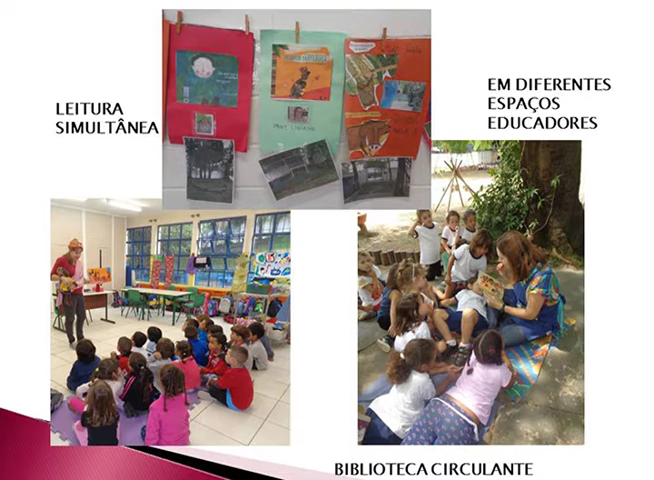 LEITURA
SIMULTÂNEA
EM DIFERENTES
ESPAÇOS
EDUCADORES
BIBLIOTECA CIRCULANTE